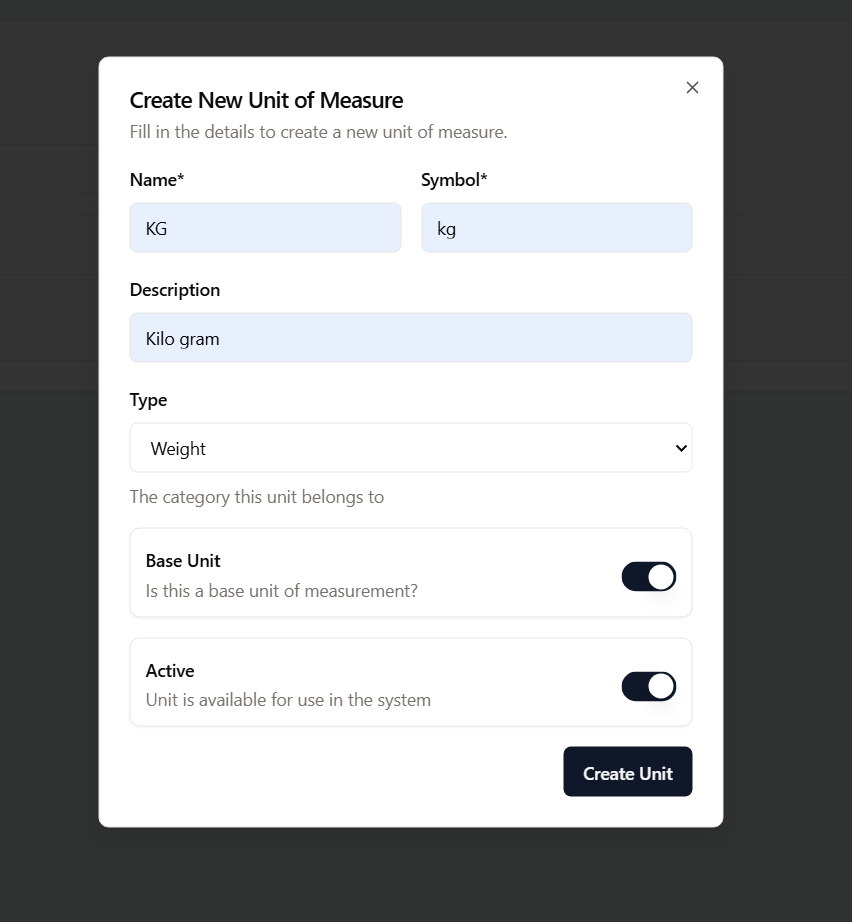 Create New Unit of Measure
Fill in the details to create a new unit of measure.
Name*
Symbol*
KG
kg
Description
Kilo gram
Type
Weight
The category this unit belongs to
Base Unit
Is this a base unit of measurement?
Active
Unit is available for use in the system
Create Unit